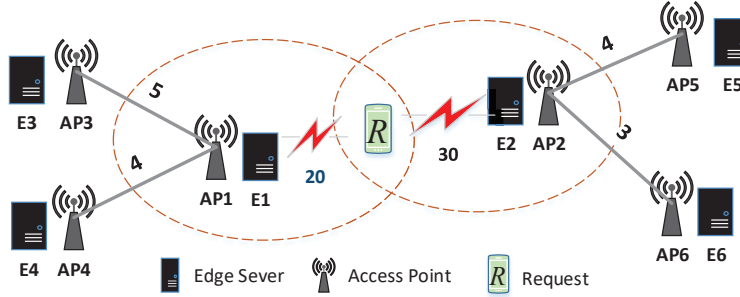 4
5
E3 AP3
R
E2 AP2
AP5 E5
4
AP1 E1
20
30
3
E4 AP4
AP6 E6
Edge Sever
Access Point
R Request